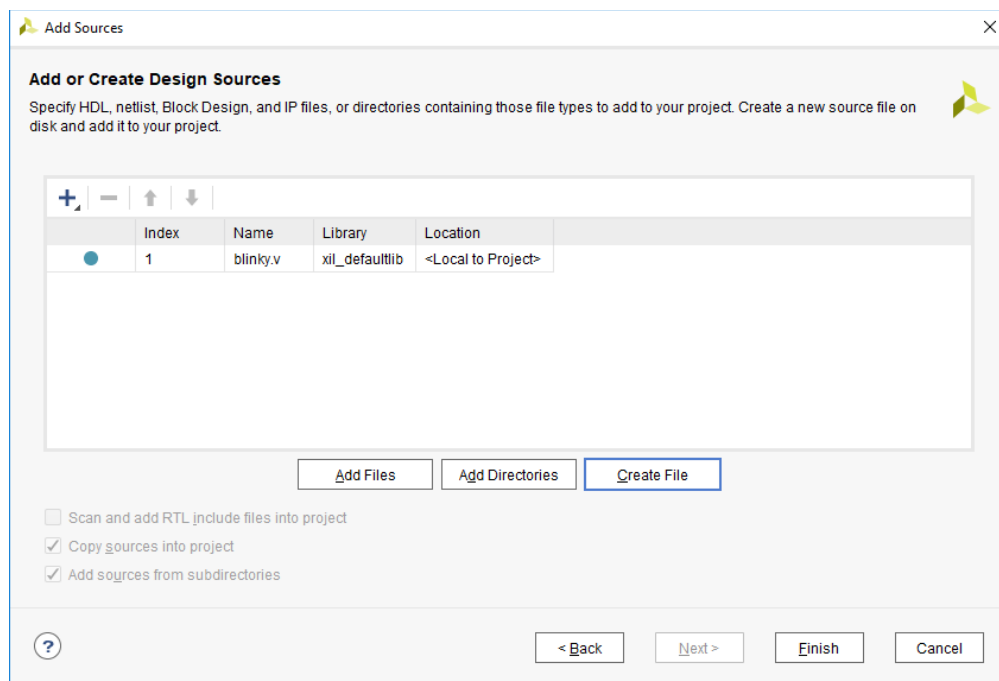 Add Sources
Add or Create Design Sources
Specify HDL, netlist, Block Design, and IP files, or directories containing those file types to add to your project. Create a new source file on
disk and add it to your project.
Index Name Library Location
1 blinky.v xil_defaultlib <Local to Project>
Add Files Add Directories Create File
Scan and add RTL include files into project
Copy sources into project
Add sources from subdirectories
? < Back Next > Finish Cancel